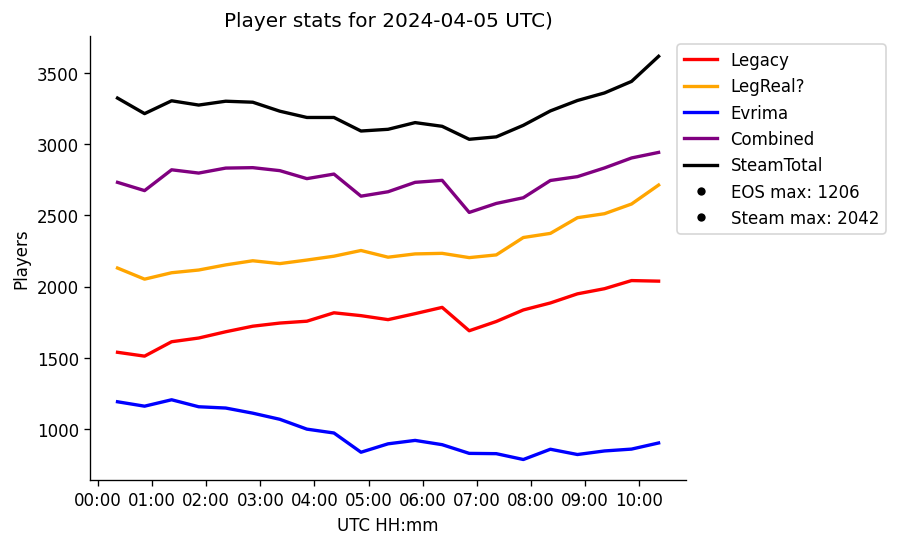 Player stats for 2024-04-05 UTC)
Legacy
LegReal?
Evrima
Combined
SteamTotal
EOS max: 1206
Steam max: 2042
Players
3500
3000
2500
2000
1500
1000
00:00 01:00 02:00 03:00 04:00 05:00 06:00 07:00 08:00 09:00 10:00
UTC HH:mm